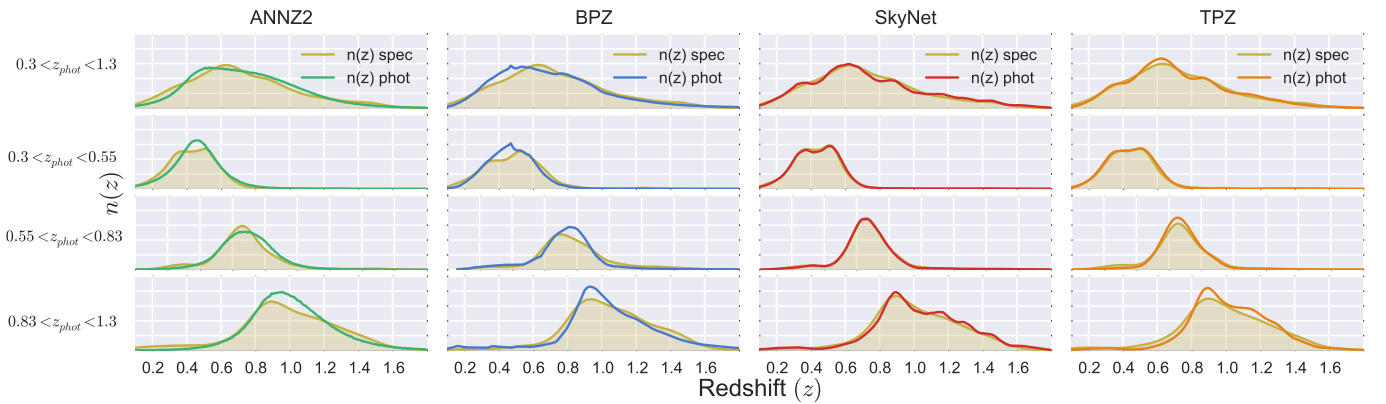 ANNZ2 BPZ SkyNet TPZ
0.3 < z_phot < 1.3
n(z) spec
n(z) phot
n(z) spec
n(z) phot
n(z) spec
n(z) phot
n(z) spec
n(z) phot
0.3 < z_phot < 0.55
n(z)
0.55 < z_phot < 0.83
0.83 < z_phot < 1.3
0.2 0.4 0.6 0.8 1.0 1.2 1.4 1.6 0.2 0.4 0.6 0.8 1.0 1.2 1.4 1.6 0.2 0.4 0.6 0.8 1.0 1.2 1.4 1.6 0.2 0.4 0.6 0.8 1.0 1.2 1.4 1.6
Redshift (z)